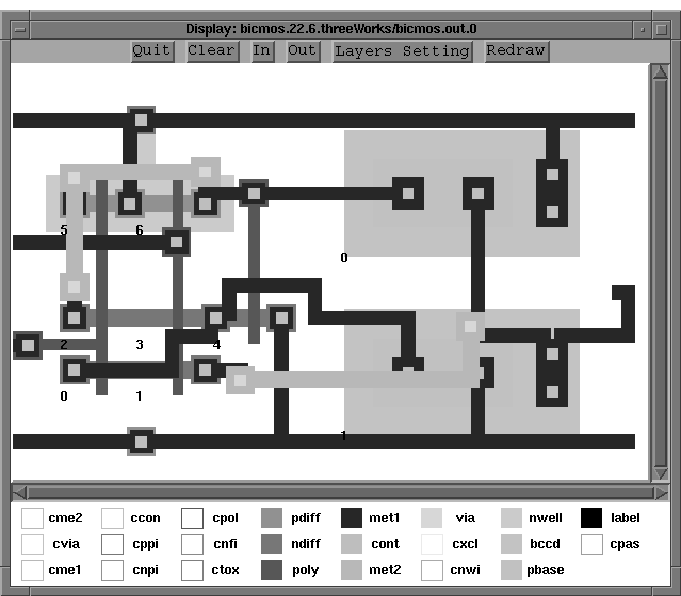 Display: bicmos.22.6.threeWorks/bicmos.out.0
Quit Clear In Out Layers Setting Redraw
5 6
0
2 3 4
0 1
1
cme2 ccon cpol pdiff met1 via nwell label
cvia cppi cnfi ndiff cont cxcl bccd cpas
cme1 cnpi ctox poly met2 cnwi pbase